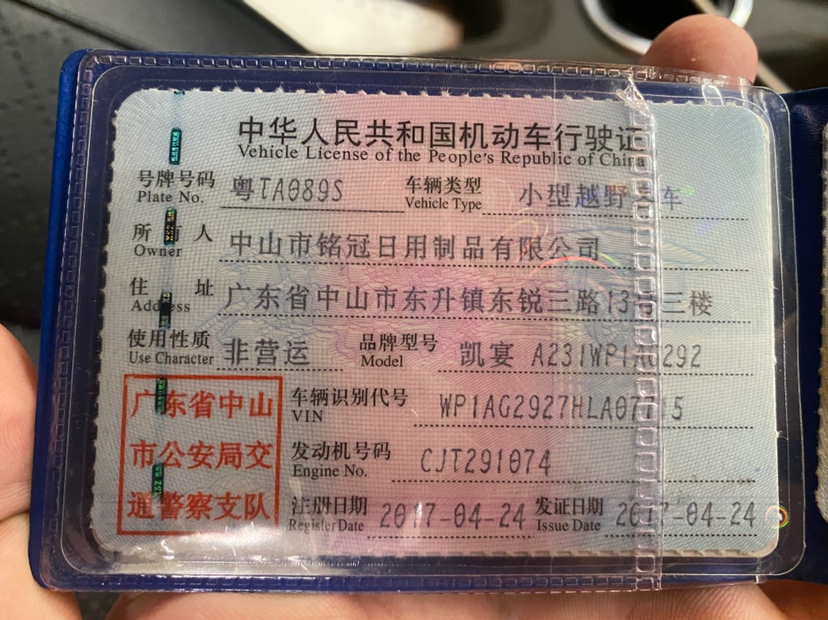 中华人民共和国机动车行驶证
Vehicle License of the People's Republic of China
号牌号码 粤TA089S 车辆类型 小型越野客车
Plate No. Vehicle Type
所有人 中山市铭冠日用制品有限公司
Owner
住址 广东省中山市东升镇东锐三路13号三楼
Address
使用性质 非营运 品牌型号 凯宴 A231WP1AG292
Use Character Model
广东省中山
市公安局交
通警察支队
车辆识别代号 WP1AG2927HLA07715
VIN
发动机号码 CJT291074
Engine No.
注册日期 2017-04-24 发证日期 2017-04-24
Register Date Issue Date